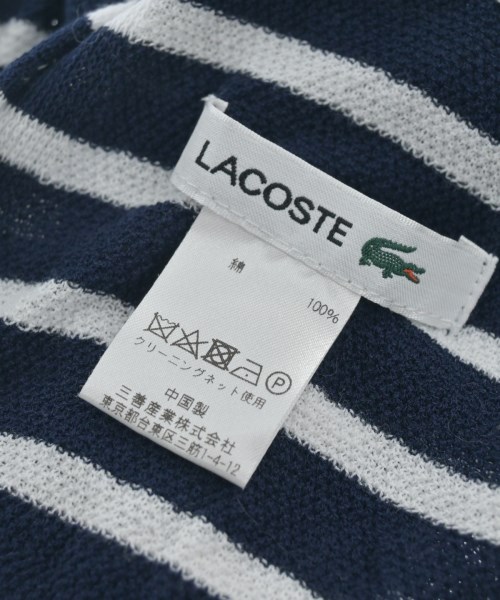 LACOSTE
綿 100%
P
クリーニングネット使用
中国製
三善産業株式会社
東京都台東区三筋1-4-12